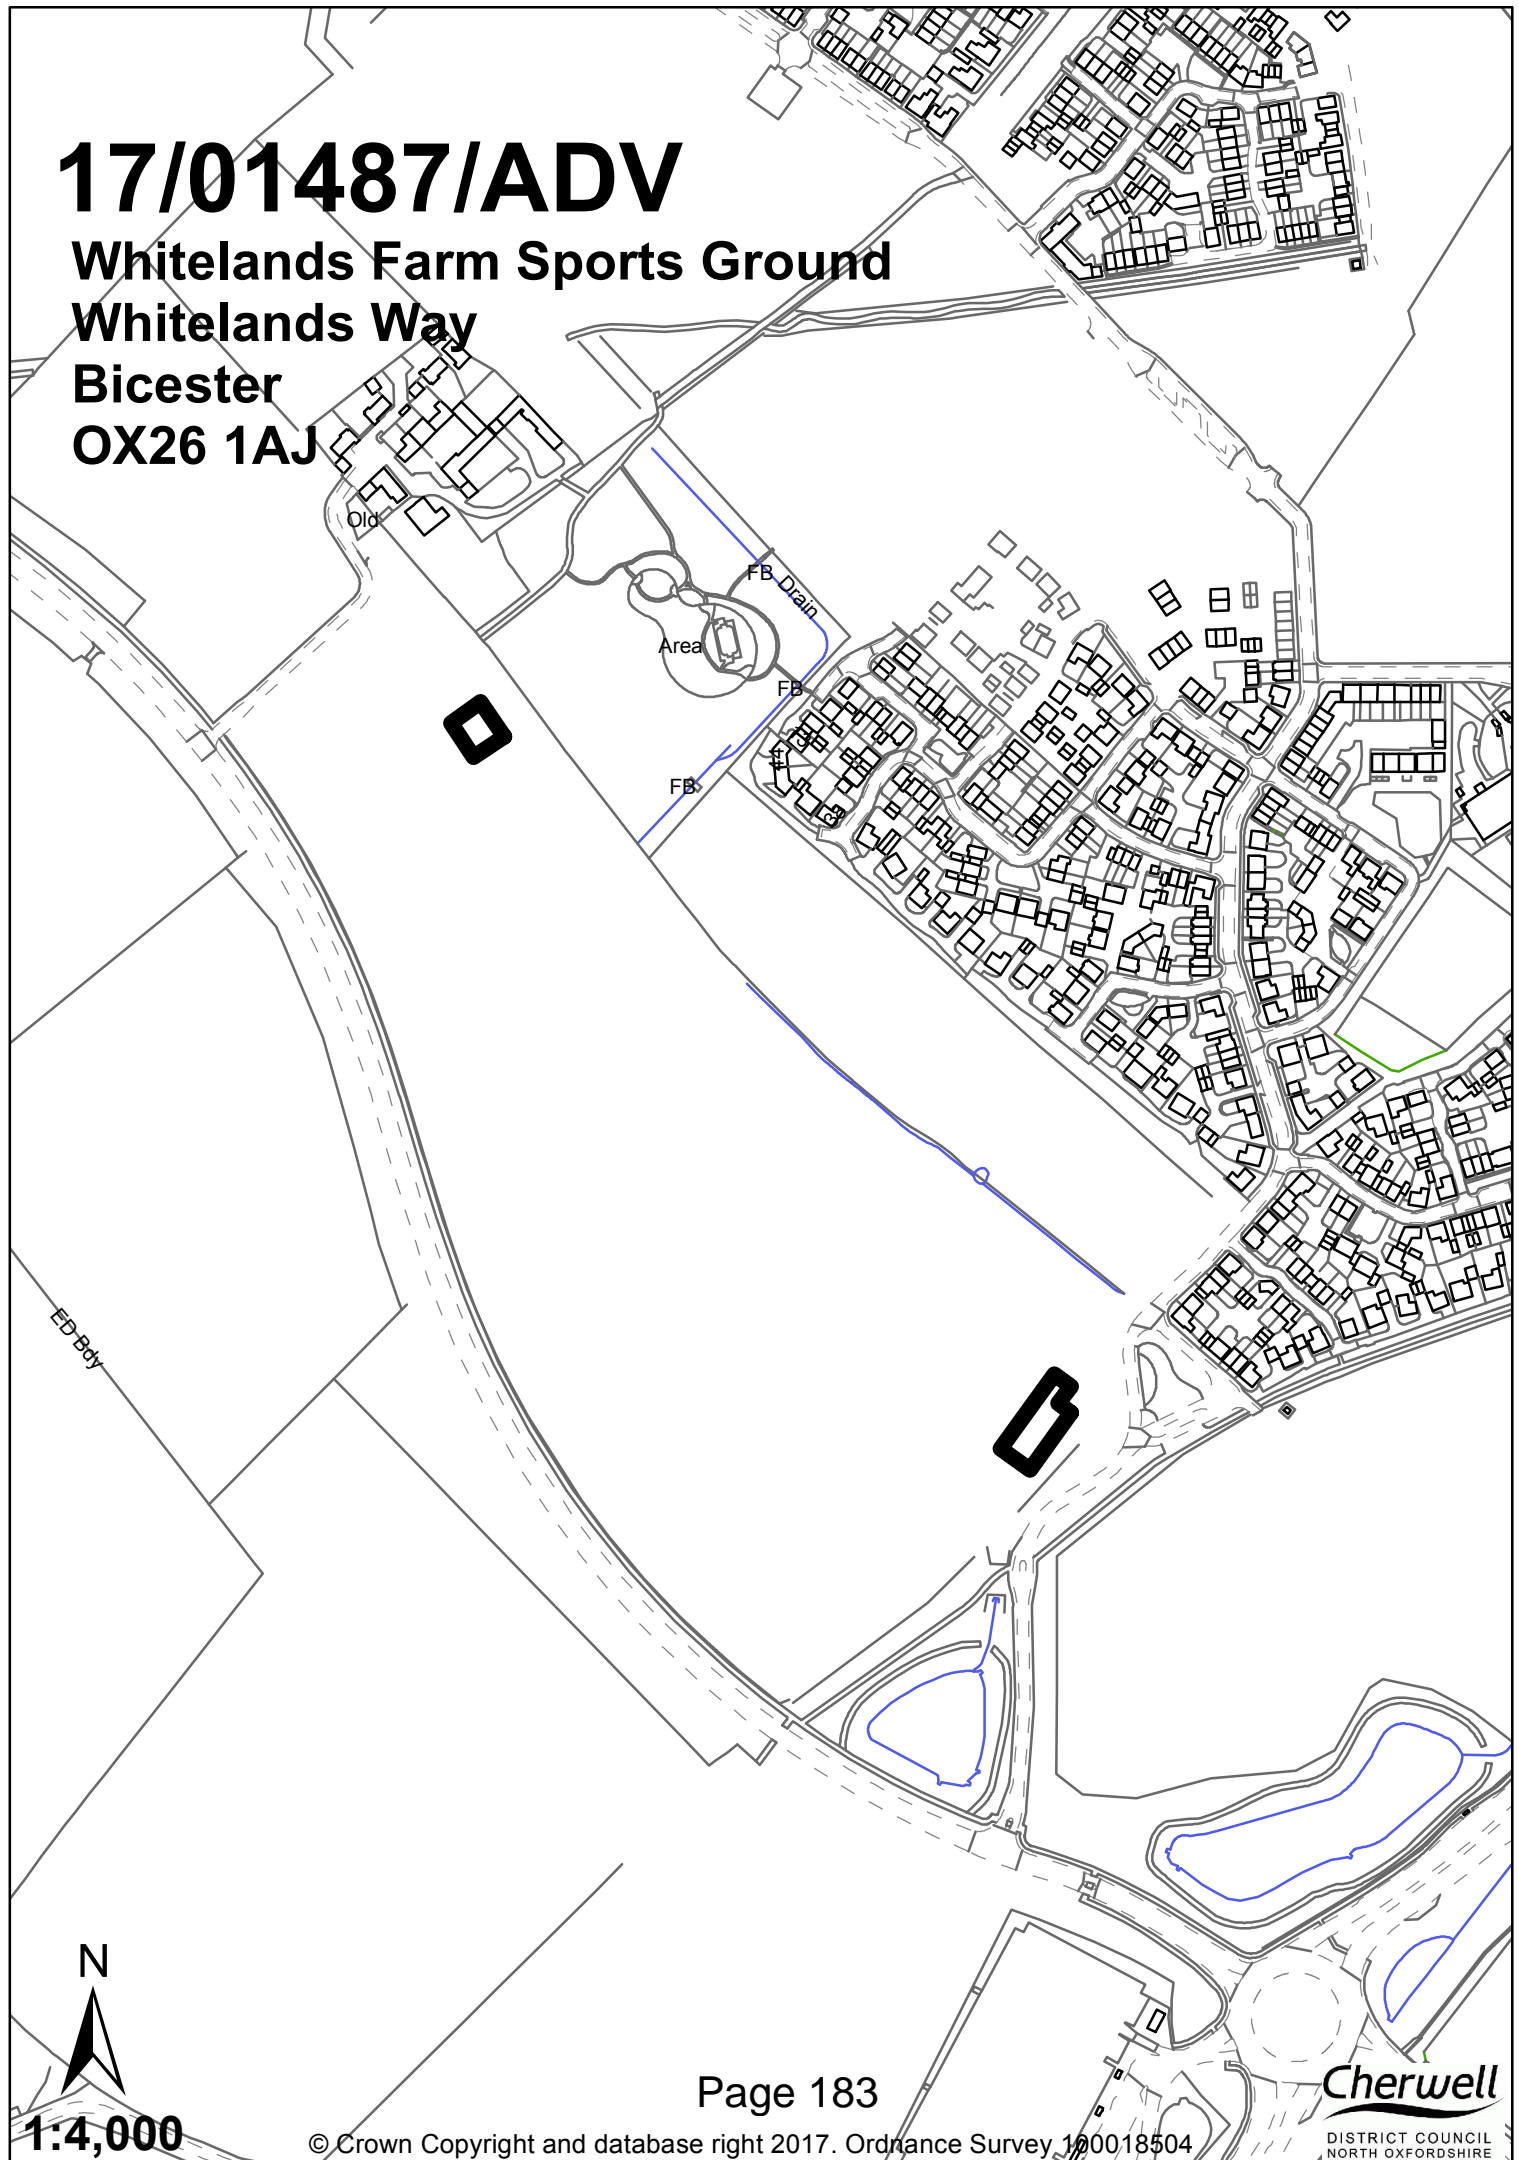 17/01487/ADV
Whitelands Farm Sports Ground
Whitelands Way
Bicester
OX26 1AJ
Old
FB
Drain
Area
FB
FB
44
39
ED Bdy
N
1:4,000
Page 183
© Crown Copyright and database right 2017. Ordnance Survey 100018504
Cherwell
DISTRICT COUNCIL
NORTH OXFORDSHIRE